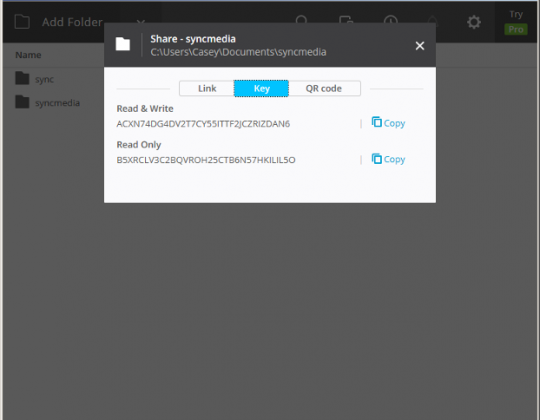 Add Folder
Try
Pro
Share - syncmedia
C:\Users\Casey\Documents\syncmedia
Name
sync
syncmedia
Link
Key
QR code
Read & Write
ACXN74DG4DV2T7CY55ITTF2JCZRIZDAN6
Copy
Read Only
B5XRCLV3C2BQVROH25CTB6N57HKILIL5O
Copy